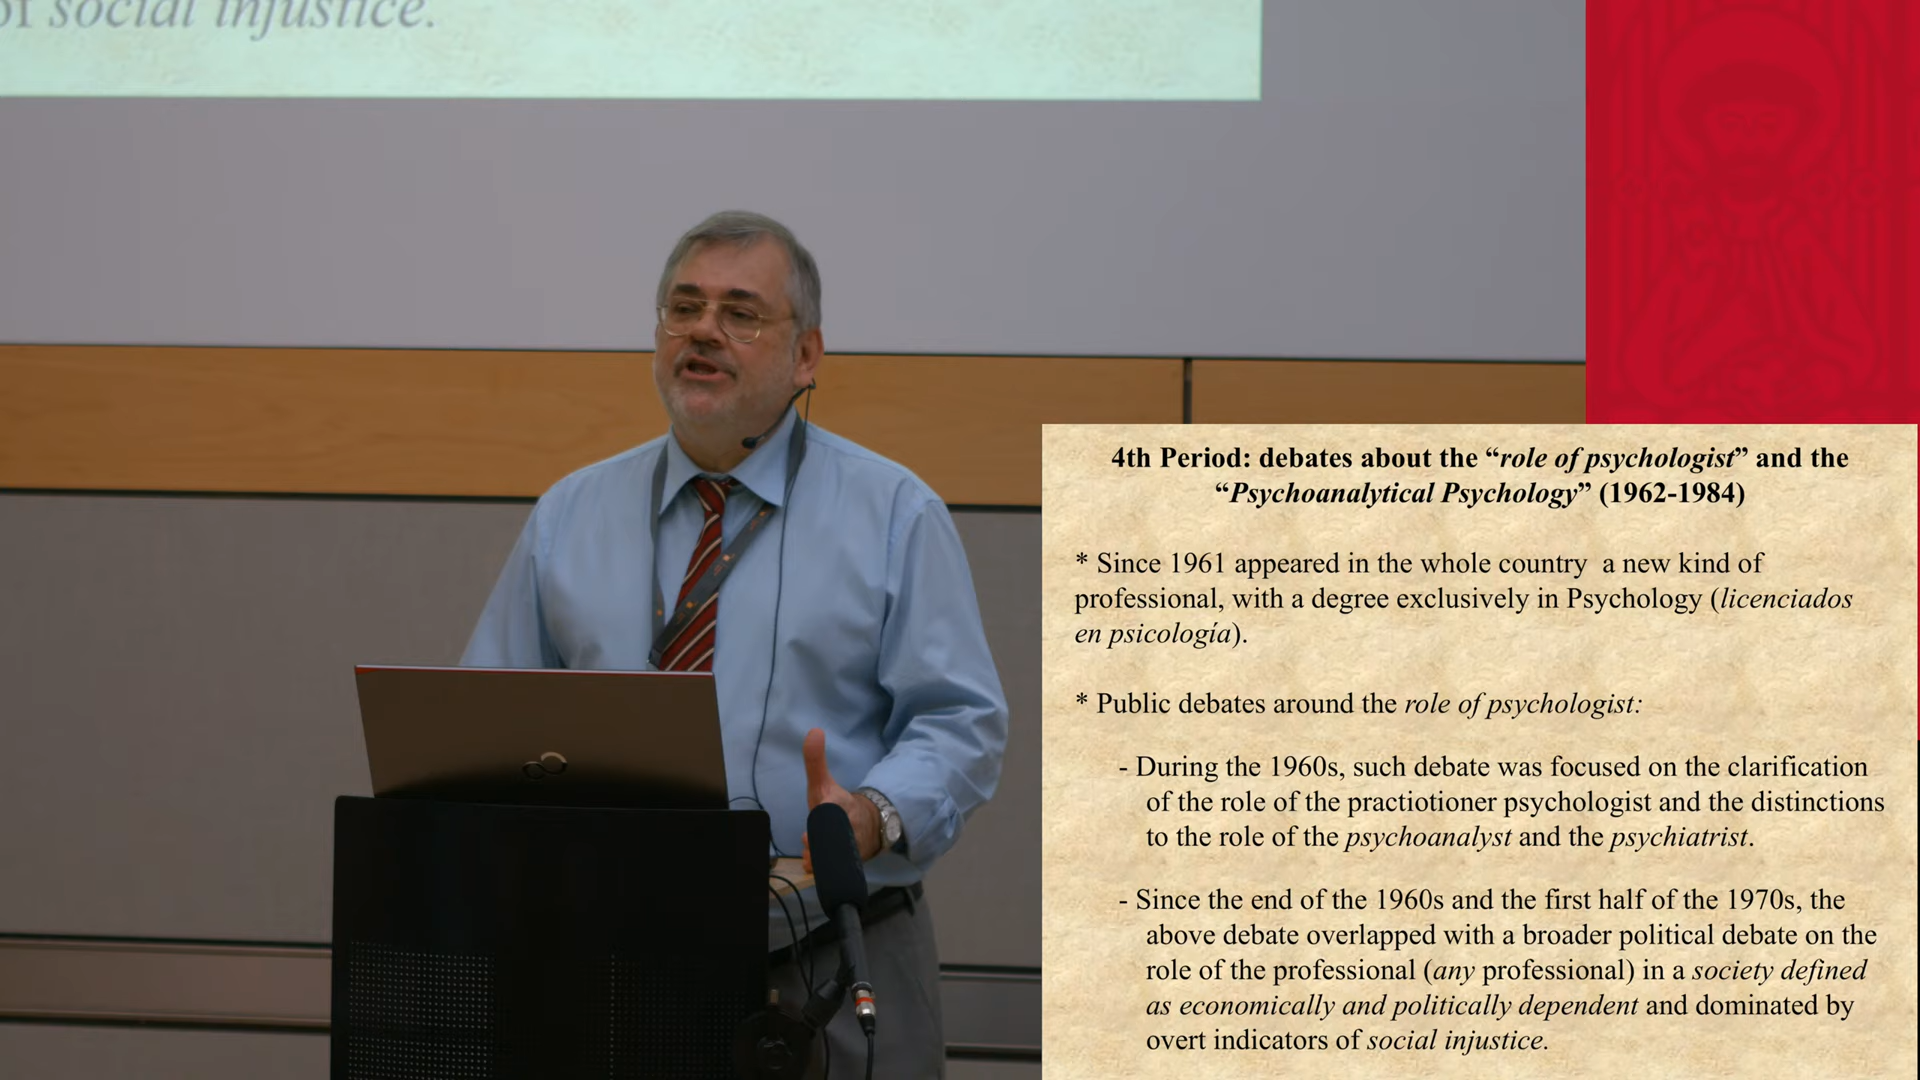 of social injustice.
4th Period: debates about the “role of psychologist” and the
“Psychoanalytical Psychology” (1962-1984)
* Since 1961 appeared in the whole country a new kind of
professional, with a degree exclusively in Psychology (licenciados
en psicología).
* Public debates around the role of psychologist:
- During the 1960s, such debate was focused on the clarification
of the role of the practiotioner psychologist and the distinctions
to the role of the psychoanalyst and the psychiatrist.
- Since the end of the 1960s and the first half of the 1970s, the
above debate overlapped with a broader political debate on the
role of the professional (any professional) in a society defined
as economically and politically dependent and dominated by
overt indicators of social injustice.